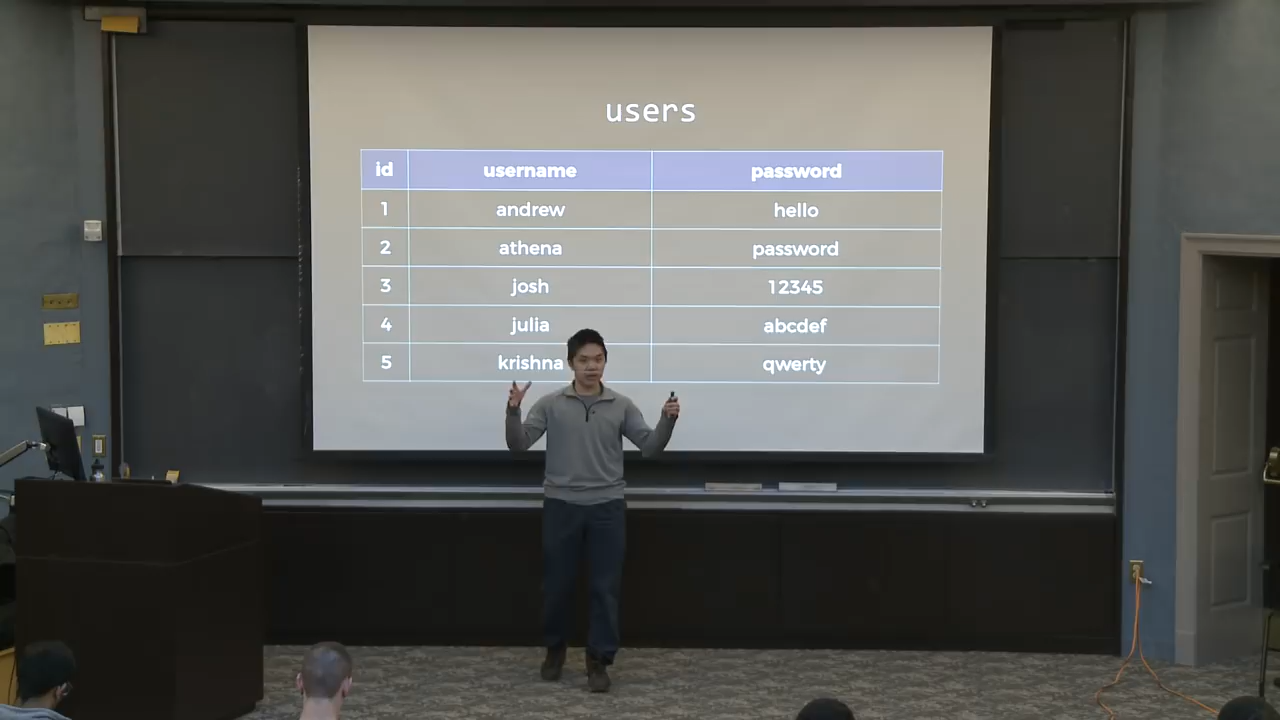 users
id username password
1 andrew hello
2 athena password
3 josh 12345
4 julia abcdef
5 krishna qwerty